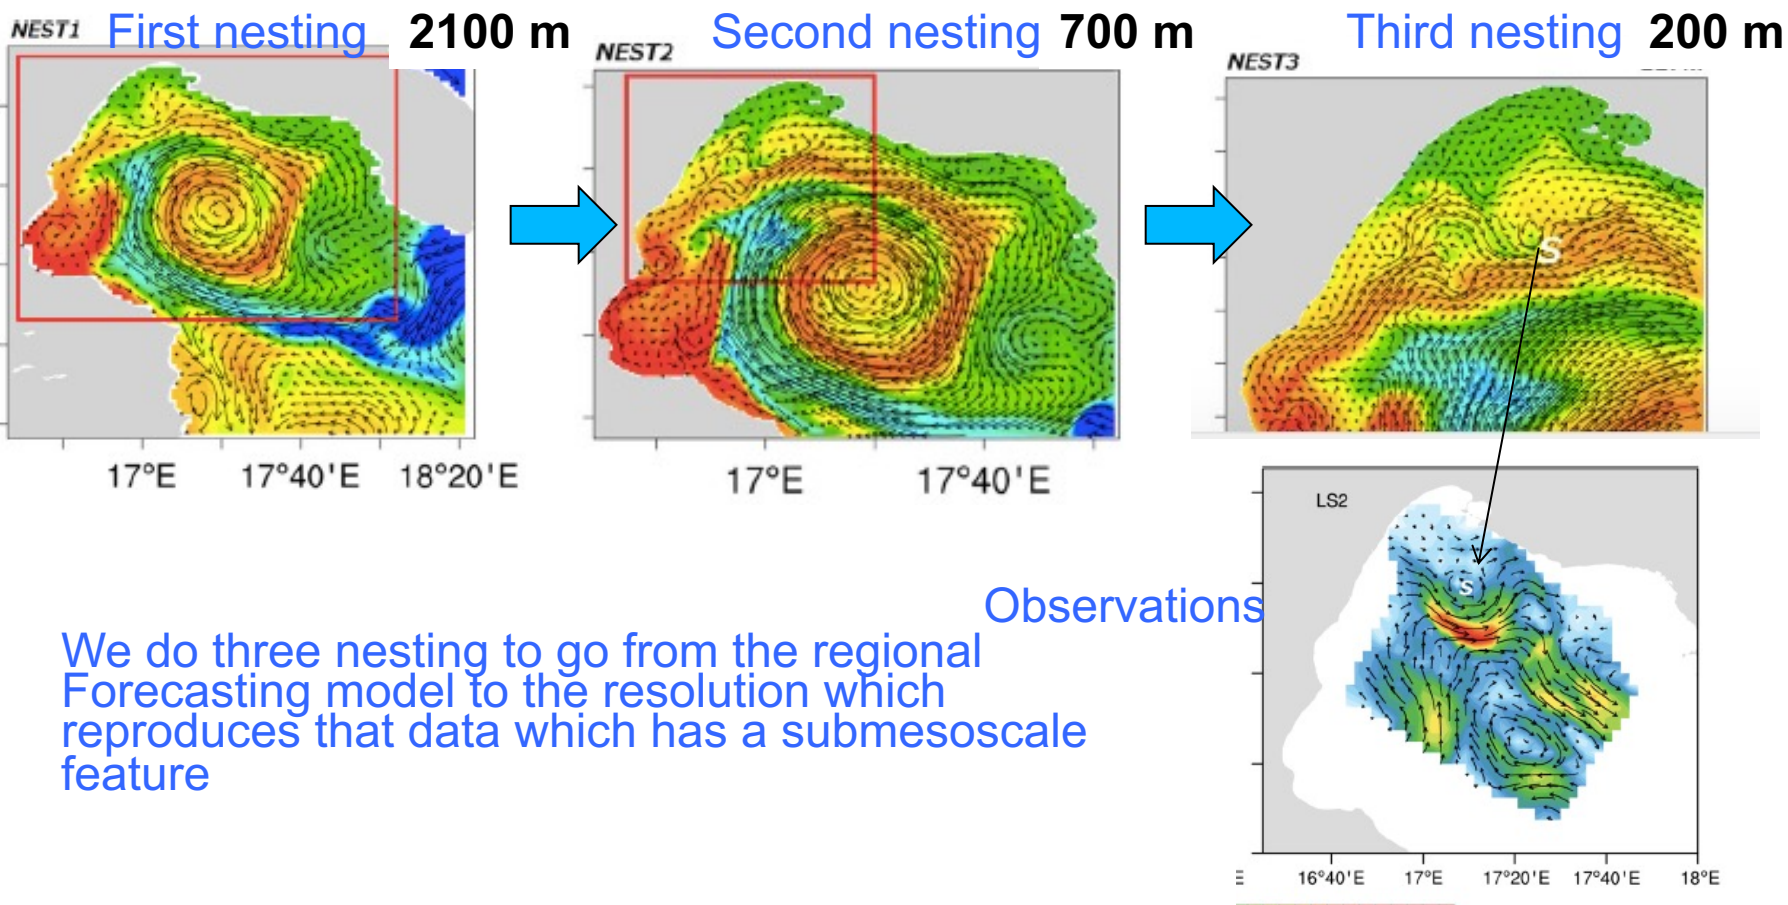 First nesting 2100 m
Second nesting 700 m
Third nesting 200 m
NEST1
NEST2
NEST3
S
17°E 17°40'E 18°20'E
17°E 17°40'E
LS2
S
Observations
We do three nesting to go from the regional
Forecasting model to the resolution which
reproduces that data which has a submesoscale
feature
E 16°40'E 17°E 17°20'E 17°40'E 18°E